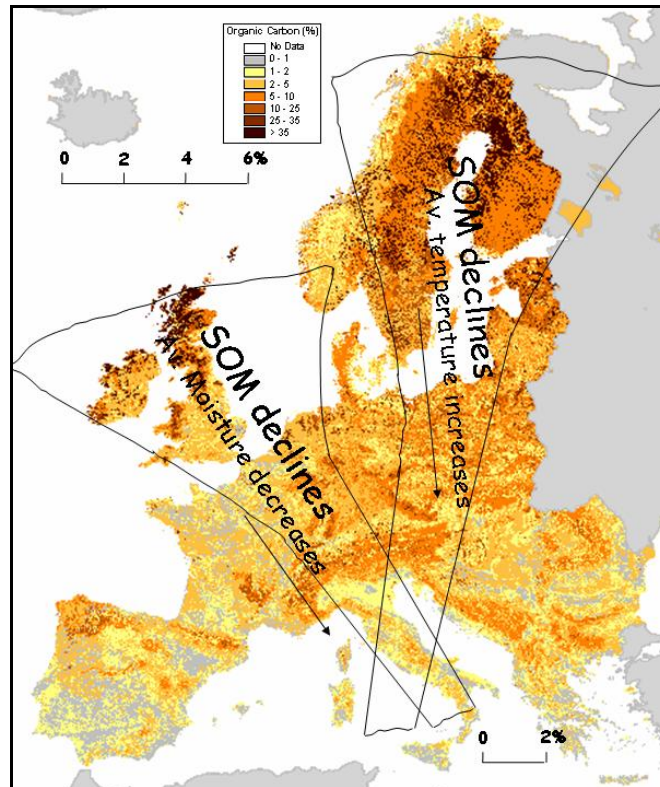 Organic Carbon (%)
No Data
0 - 1
1 - 2
2 - 5
5 - 10
10 - 25
25 - 35
> 35
0 2 4 6%
SOM declines
Av. temperature increases
SOM declines
Av Moisture decreases
0 2%